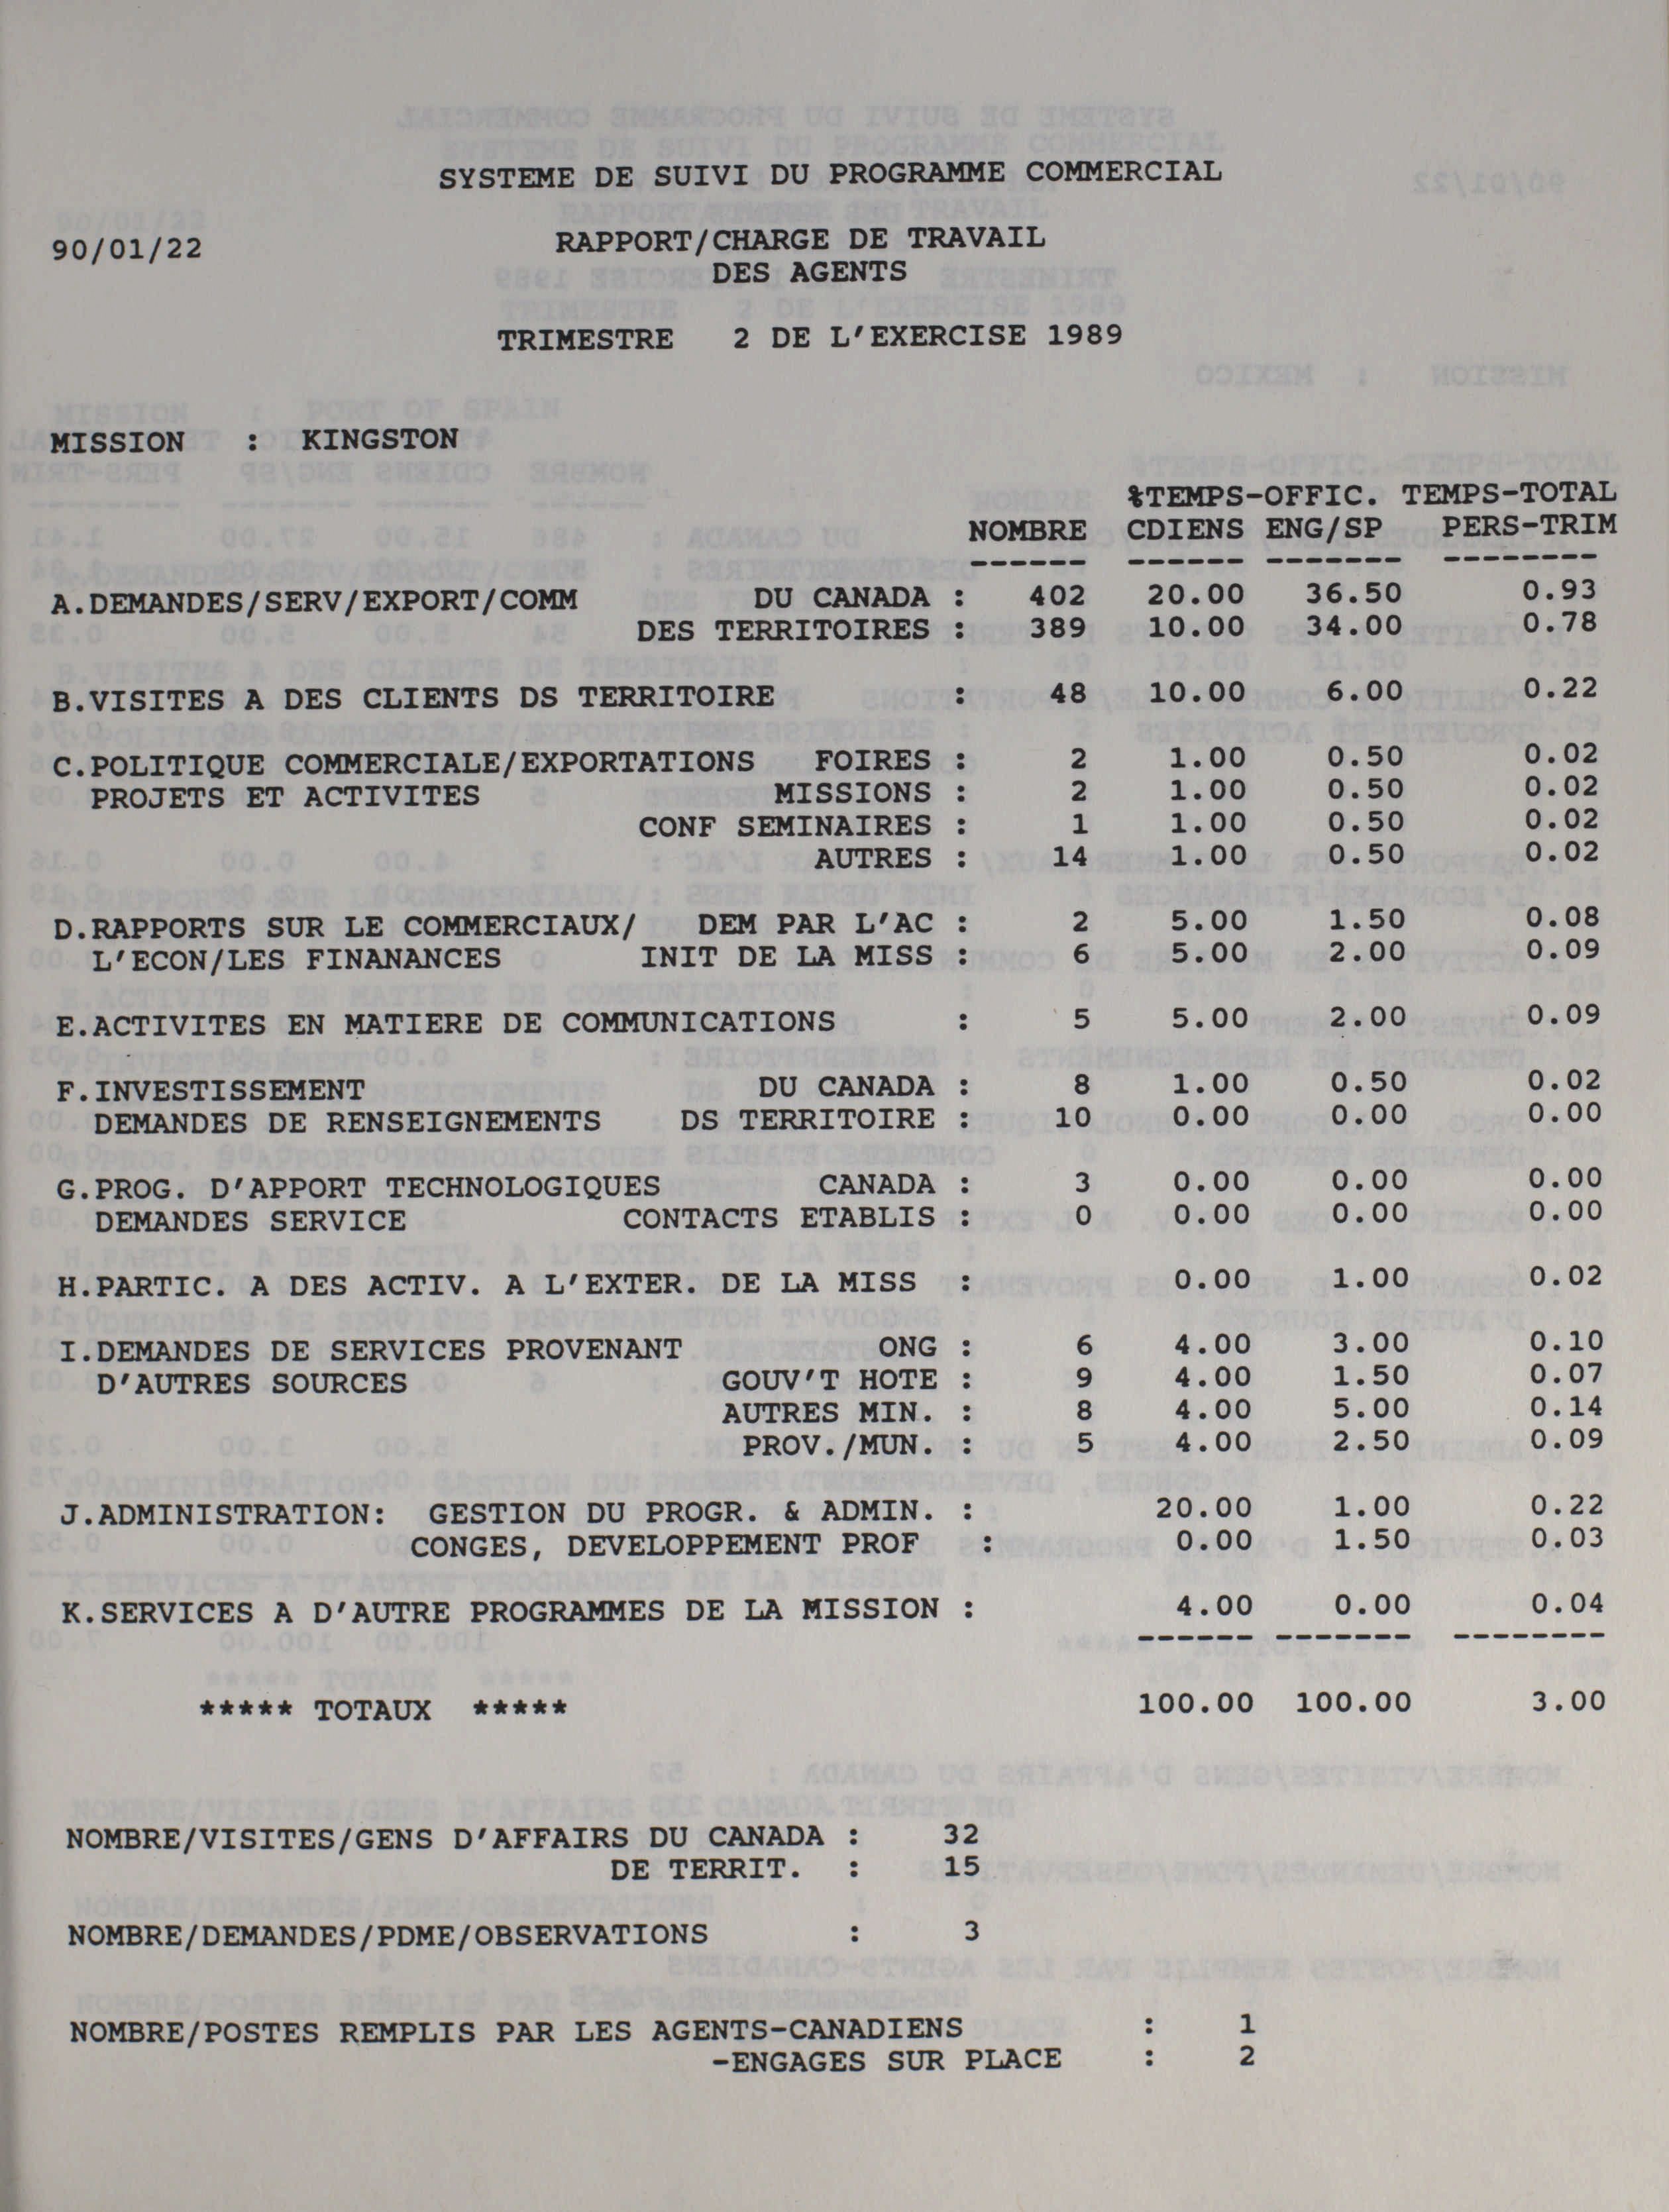 SYSTEME DE SUIVI DU PROGRAMME COMMERCIAL
90/01/22 RAPPORT/CHARGE DE TRAVAIL
DES AGENTS
TRIMESTRE 2 DE L'EXERCISE 1989
MISSION : KINGSTON
%TEMPS-OFFIC. TEMPS-TOTAL
NOMBRE CDIENS ENG/SP PERS-TRIM
------ ------ ------- --------
A.DEMANDES/SERV/EXPORT/COMM DU CANADA : 402 20.00 36.50 0.93
DES TERRITOIRES : 389 10.00 34.00 0.78
B.VISITES A DES CLIENTS DS TERRITOIRE : 48 10.00 6.00 0.22
C.POLITIQUE COMMERCIALE/EXPORTATIONS FOIRES : 2 1.00 0.50 0.02
PROJETS ET ACTIVITES MISSIONS : 2 1.00 0.50 0.02
CONF SEMINAIRES : 1 1.00 0.50 0.02
AUTRES : 14 1.00 0.50 0.02
D.RAPPORTS SUR LE COMMERCIAUX/ DEM PAR L'AC : 2 5.00 1.50 0.08
L'ECON/LES FINANANCES INIT DE LA MISS : 6 5.00 2.00 0.09
E.ACTIVITES EN MATIERE DE COMMUNICATIONS : 5 5.00 2.00 0.09
F.INVESTISSEMENT DU CANADA : 8 1.00 0.50 0.02
DEMANDES DE RENSEIGNEMENTS DS TERRITOIRE : 10 0.00 0.00 0.00
G.PROG. D'APPORT TECHNOLOGIQUES CANADA : 3 0.00 0.00 0.00
DEMANDES SERVICE CONTACTS ETABLIS : 0 0.00 0.00 0.00
H.PARTIC. A DES ACTIV. A L'EXTER. DE LA MISS : 0.00 1.00 0.02
I.DEMANDES DE SERVICES PROVENANT ONG : 6 4.00 3.00 0.10
D'AUTRES SOURCES GOUV'T HOTE : 9 4.00 1.50 0.07
AUTRES MIN. : 8 4.00 5.00 0.14
PROV./MUN. : 5 4.00 2.50 0.09
J.ADMINISTRATION: GESTION DU PROGR. & ADMIN. : 20.00 1.00 0.22
CONGES, DEVELOPPEMENT PROF : 0.00 1.50 0.03
K.SERVICES A D'AUTRE PROGRAMMES DE LA MISSION : 4.00 0.00 0.04
------ ------- --------
***** TOTAUX ***** 100.00 100.00 3.00
NOMBRE/VISITES/GENS D'AFFAIRS DU CANADA : 32
DE TERRIT. : 15
NOMBRE/DEMANDES/PDME/OBSERVATIONS : 3
NOMBRE/POSTES REMPLIS PAR LES AGENTS-CANADIENS : 1
-ENGAGES SUR PLACE : 2